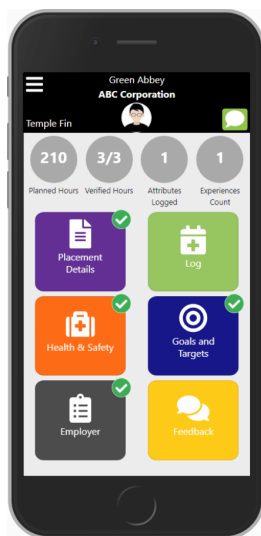 Green Abbey
ABC Corporation
Temple Fin
210
3/3
1
1
Planned Hours
Verified Hours
Attributes
Logged
Experiences
Count
Placement
Details
Log
Health & Safety
Goals and
Targets
Employer
Feedback